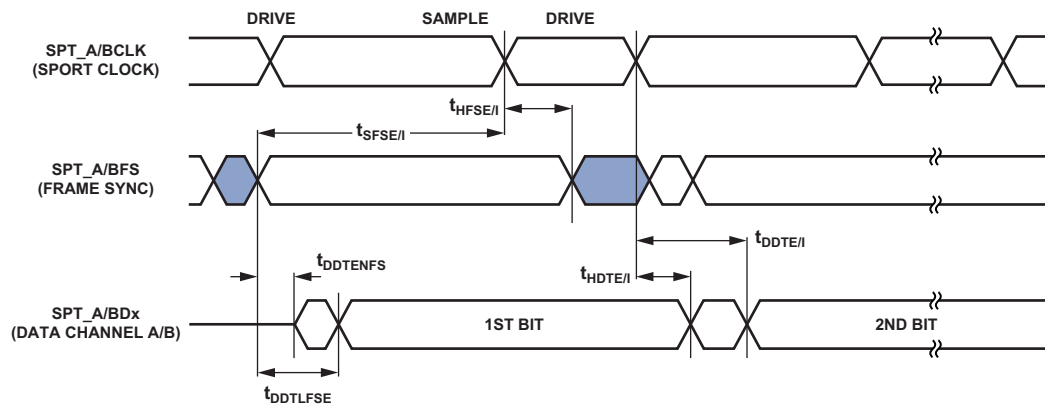 DRIVE SAMPLE DRIVE
SPT_A/BCLK
(SPORT CLOCK)
tHFSE/I
tSFSE/I
SPT_A/BFS
(FRAME SYNC)
tDDTE/I
tDDTENFS
tHDTE/I
SPT_A/BDx
(DATA CHANNEL A/B)
1ST BIT 2ND BIT
tDDTLFSE